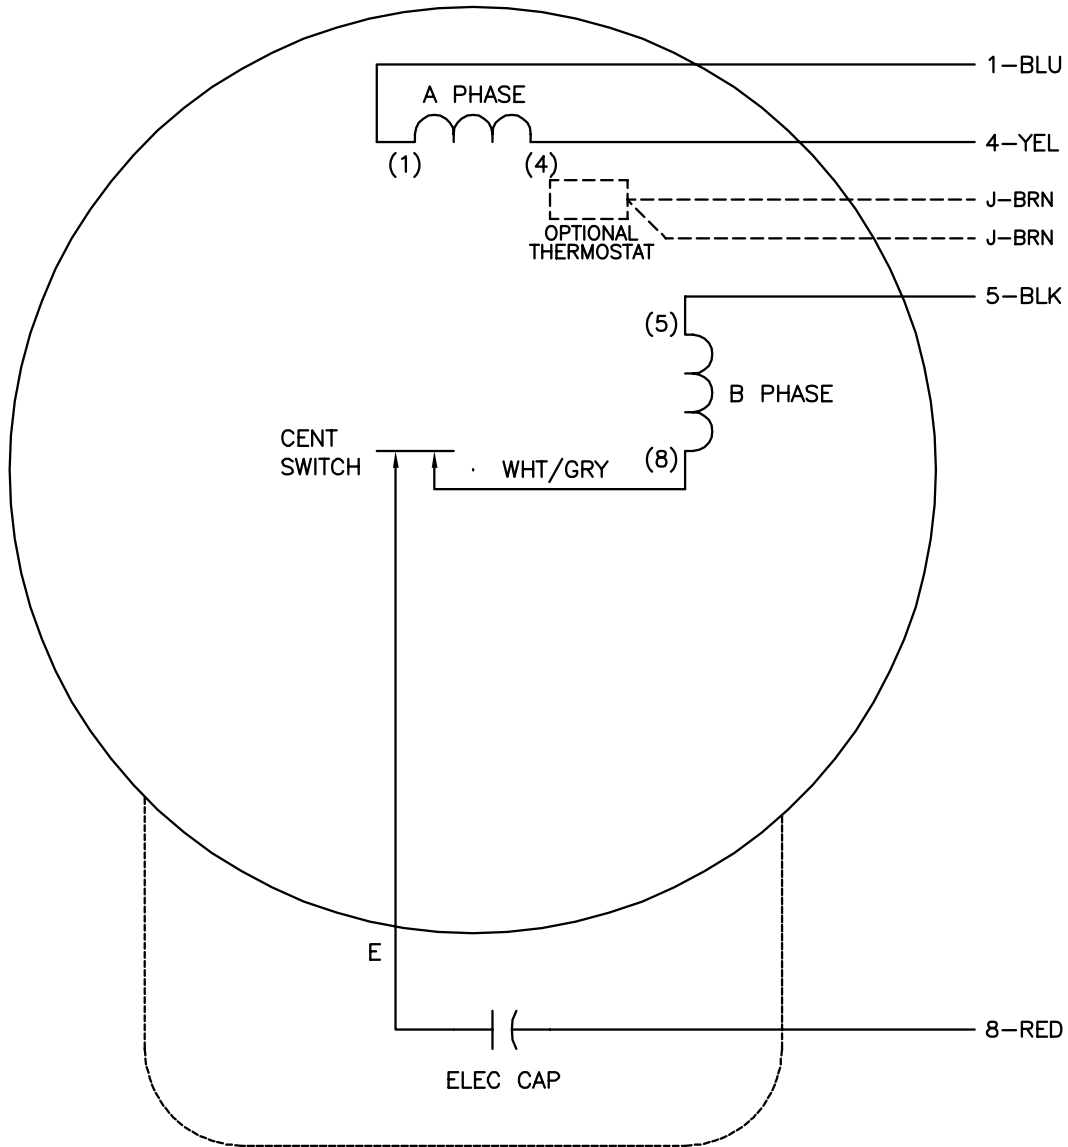 1-BLU
A PHASE
4-YEL
(1)
(4)
J-BRN
OPTIONAL
THERMOSTAT
J-BRN
5-BLK
(5)
B PHASE
CENT
SWITCH
WHT/GRY
(8)
E
8-RED
ELEC CAP